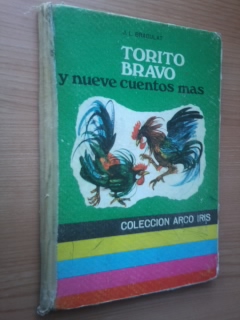 TORITO
BRAVO
y nueve cuentos mas
COLECCION ARCO IRIS